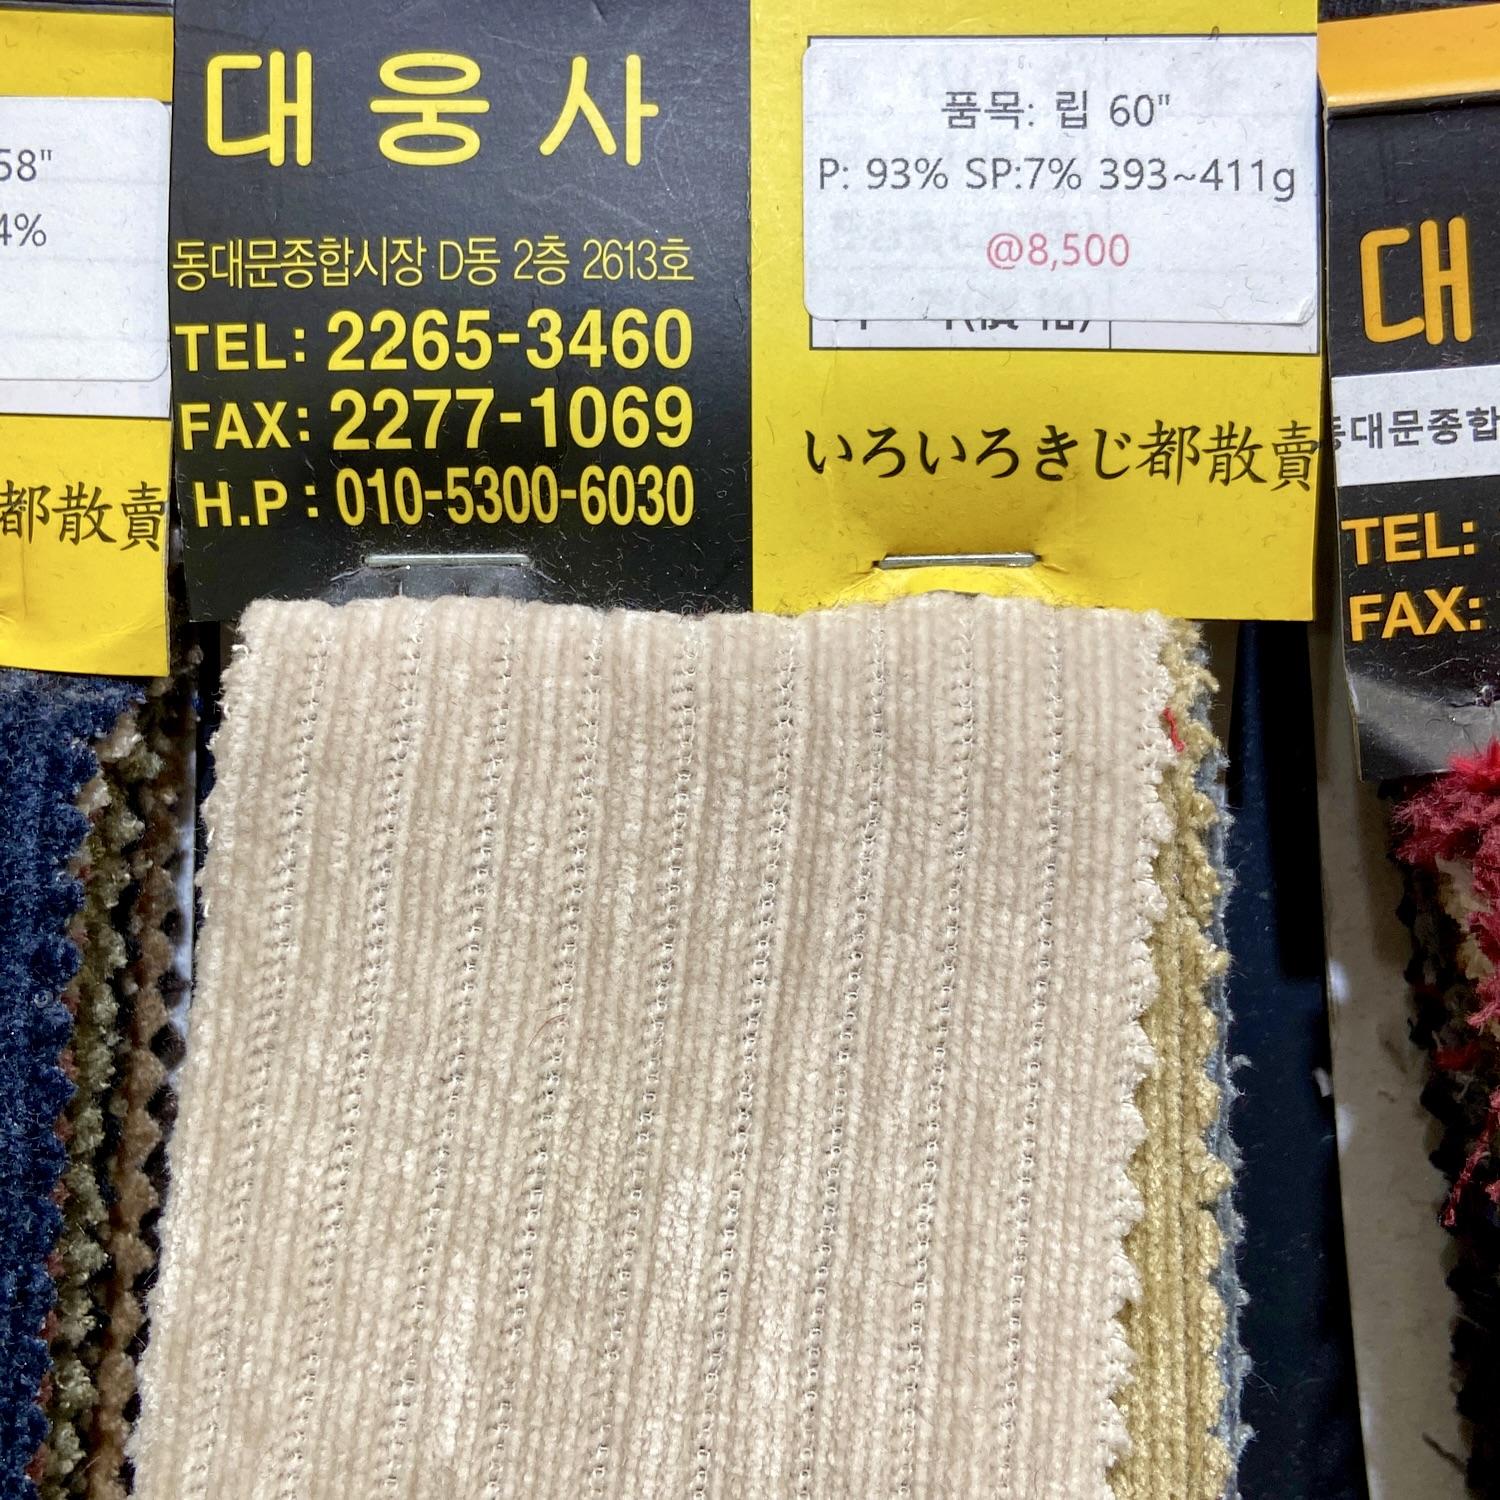 58"
4%
都散賣
대웅사
동대문종합시장 D동 2층 2613호
TEL: 2265-3460
FAX: 2277-1069
H.P : 010-5300-6030
품목: 립 60"
P: 93% SP:7% 393~411g
@8,500
いろいろきじ都散賣
대
대문종합
TEL:
FAX: